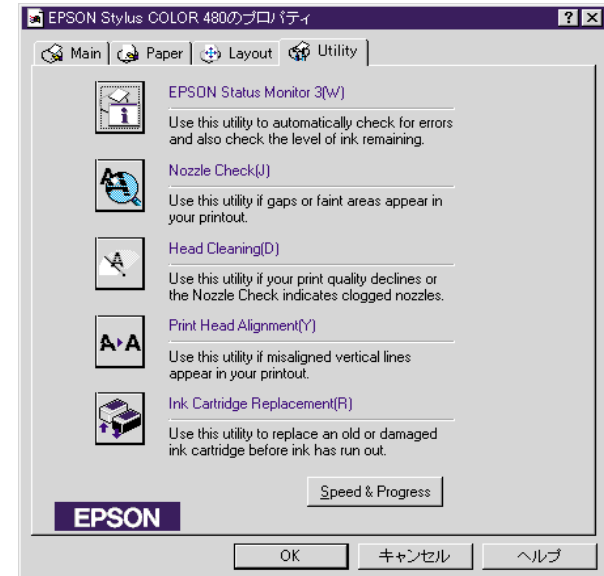 EPSON Stylus COLOR 480のプロパティ
Main Paper Layout Utility
EPSON Status Monitor 3(W)
Use this utility to automatically check for errors
and also check the level of ink remaining.
Nozzle Check(J)
Use this utility if gaps or faint areas appear in
your printout.
Head Cleaning(D)
Use this utility if your print quality declines or
the Nozzle Check indicates clogged nozzles.
Print Head Alignment(Y)
Use this utility if misaligned vertical lines
appear in your printout.
Ink Cartridge Replacement(R)
Use this utility to replace an old or damaged
ink cartridge before ink has run out.
Speed & Progress
EPSON
OK キャンセル ヘルプ